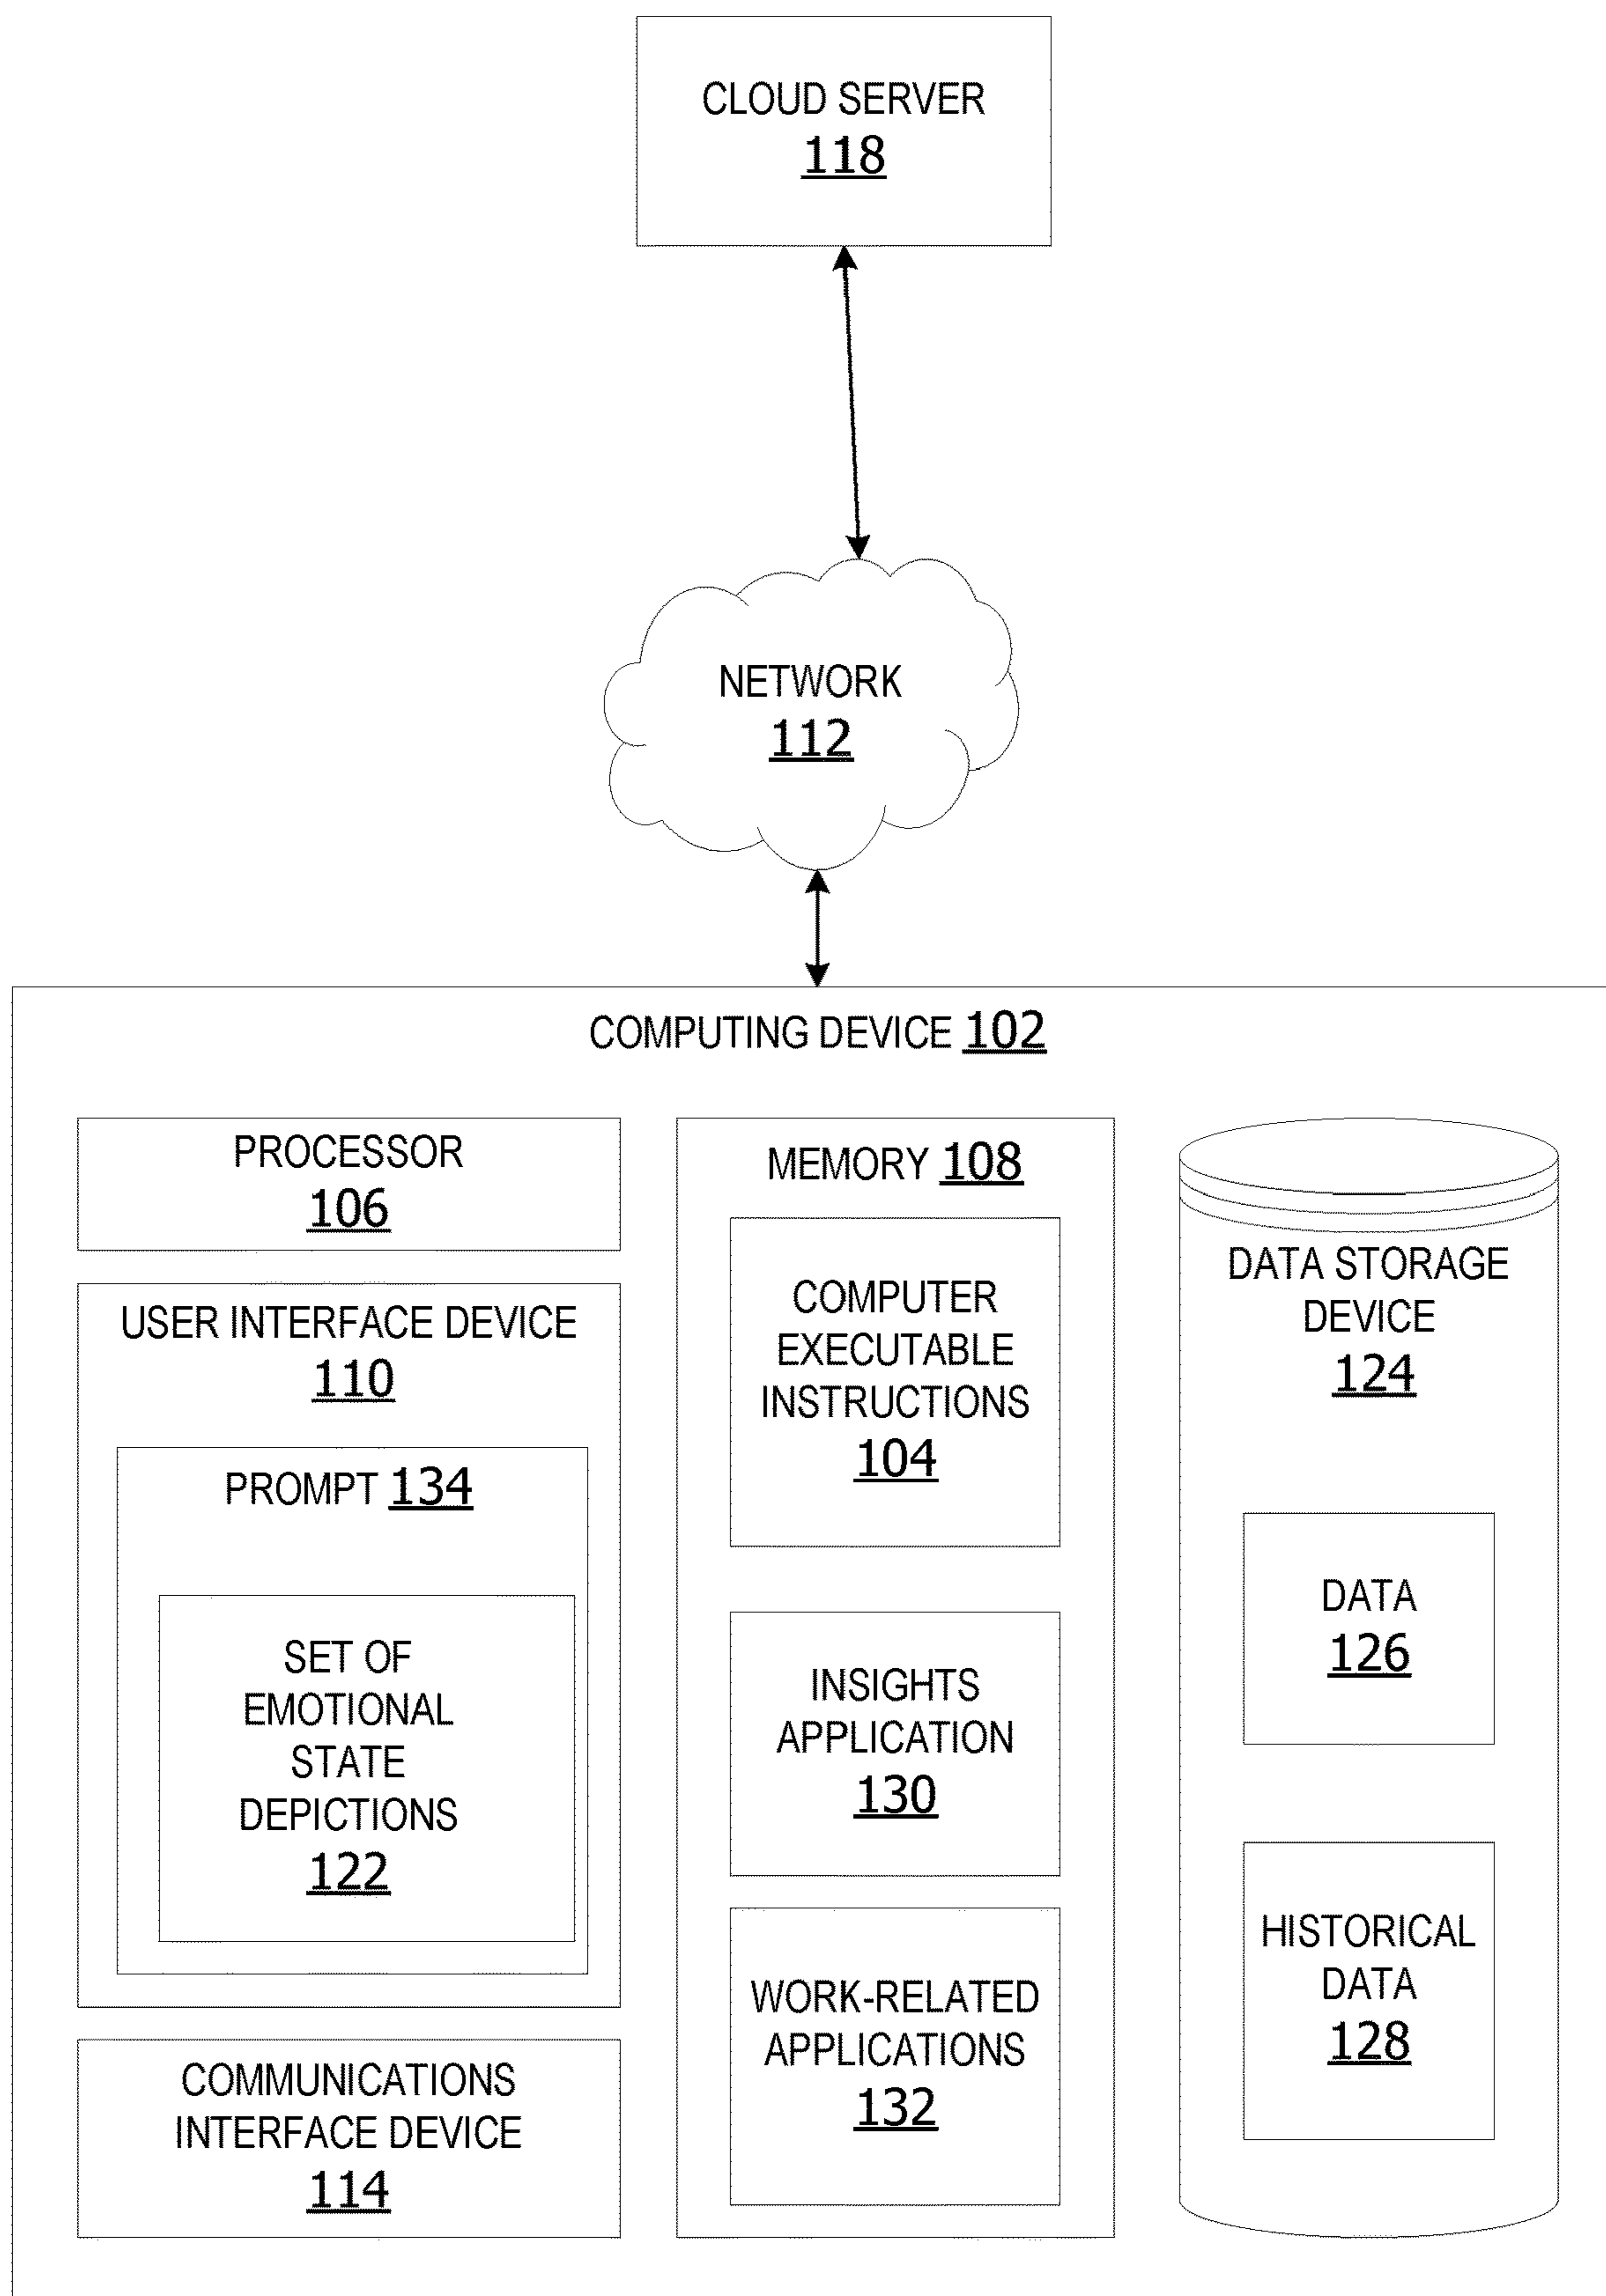 CLOUD SERVER
118
NETWORK
112
COMPUTING DEVICE 102
PROCESSOR
106
USER INTERFACE DEVICE
110
PROMPT 134
SET OF
EMOTIONAL
STATE
DEPICTIONS
122
COMMUNICATIONS
INTERFACE DEVICE
114
MEMORY 108
COMPUTER
EXECUTABLE
INSTRUCTIONS
104
INSIGHTS
APPLICATION
130
WORK-RELATED
APPLICATIONS
132
DATA STORAGE
DEVICE
124
DATA
126
HISTORICAL
DATA
128